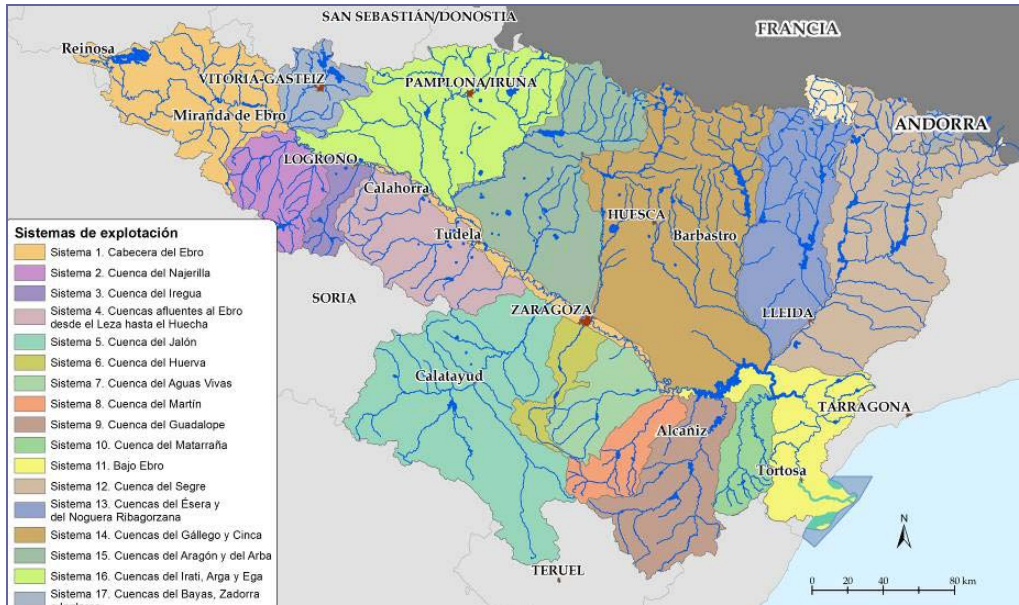 SAN SEBASTIÁN/DONOSTIA
FRANCIA
Reinosa
VITORIA-GASTEIZ
PAMPLONA/IRUÑA
Miranda de Ebro
ANDORRA
LOGROÑO
Calahorra
HUESCA
Barbastro
Tudela
SORIA
ZARAGOZA
LLEIDA
Calatayud
TARRAGONA
Alcañiz
Tortosa
TERUEL
Sistemas de explotación
Sistema 1. Cabecera del Ebro
Sistema 2. Cuenca del Najerilla
Sistema 3. Cuenca del Iregua
Sistema 4. Cuencas afluentes al Ebro
desde el Leza hasta el Huecha
Sistema 5. Cuenca del Jalón
Sistema 6. Cuenca del Huerva
Sistema 7. Cuenca del Aguas Vivas
Sistema 8. Cuenca del Martín
Sistema 9. Cuenca del Guadalope
Sistema 10. Cuenca del Matarraña
Sistema 11. Bajo Ebro
Sistema 12. Cuenca del Segre
Sistema 13. Cuencas del Ésera y
del Noguera Ribagorzana
Sistema 14. Cuencas del Gállego y Cinca
Sistema 15. Cuencas del Aragón y del Arba
Sistema 16. Cuencas del Irati, Arga y Ega
Sistema 17. Cuencas del Bayas, Zadorra
N
0 20 40 80 km